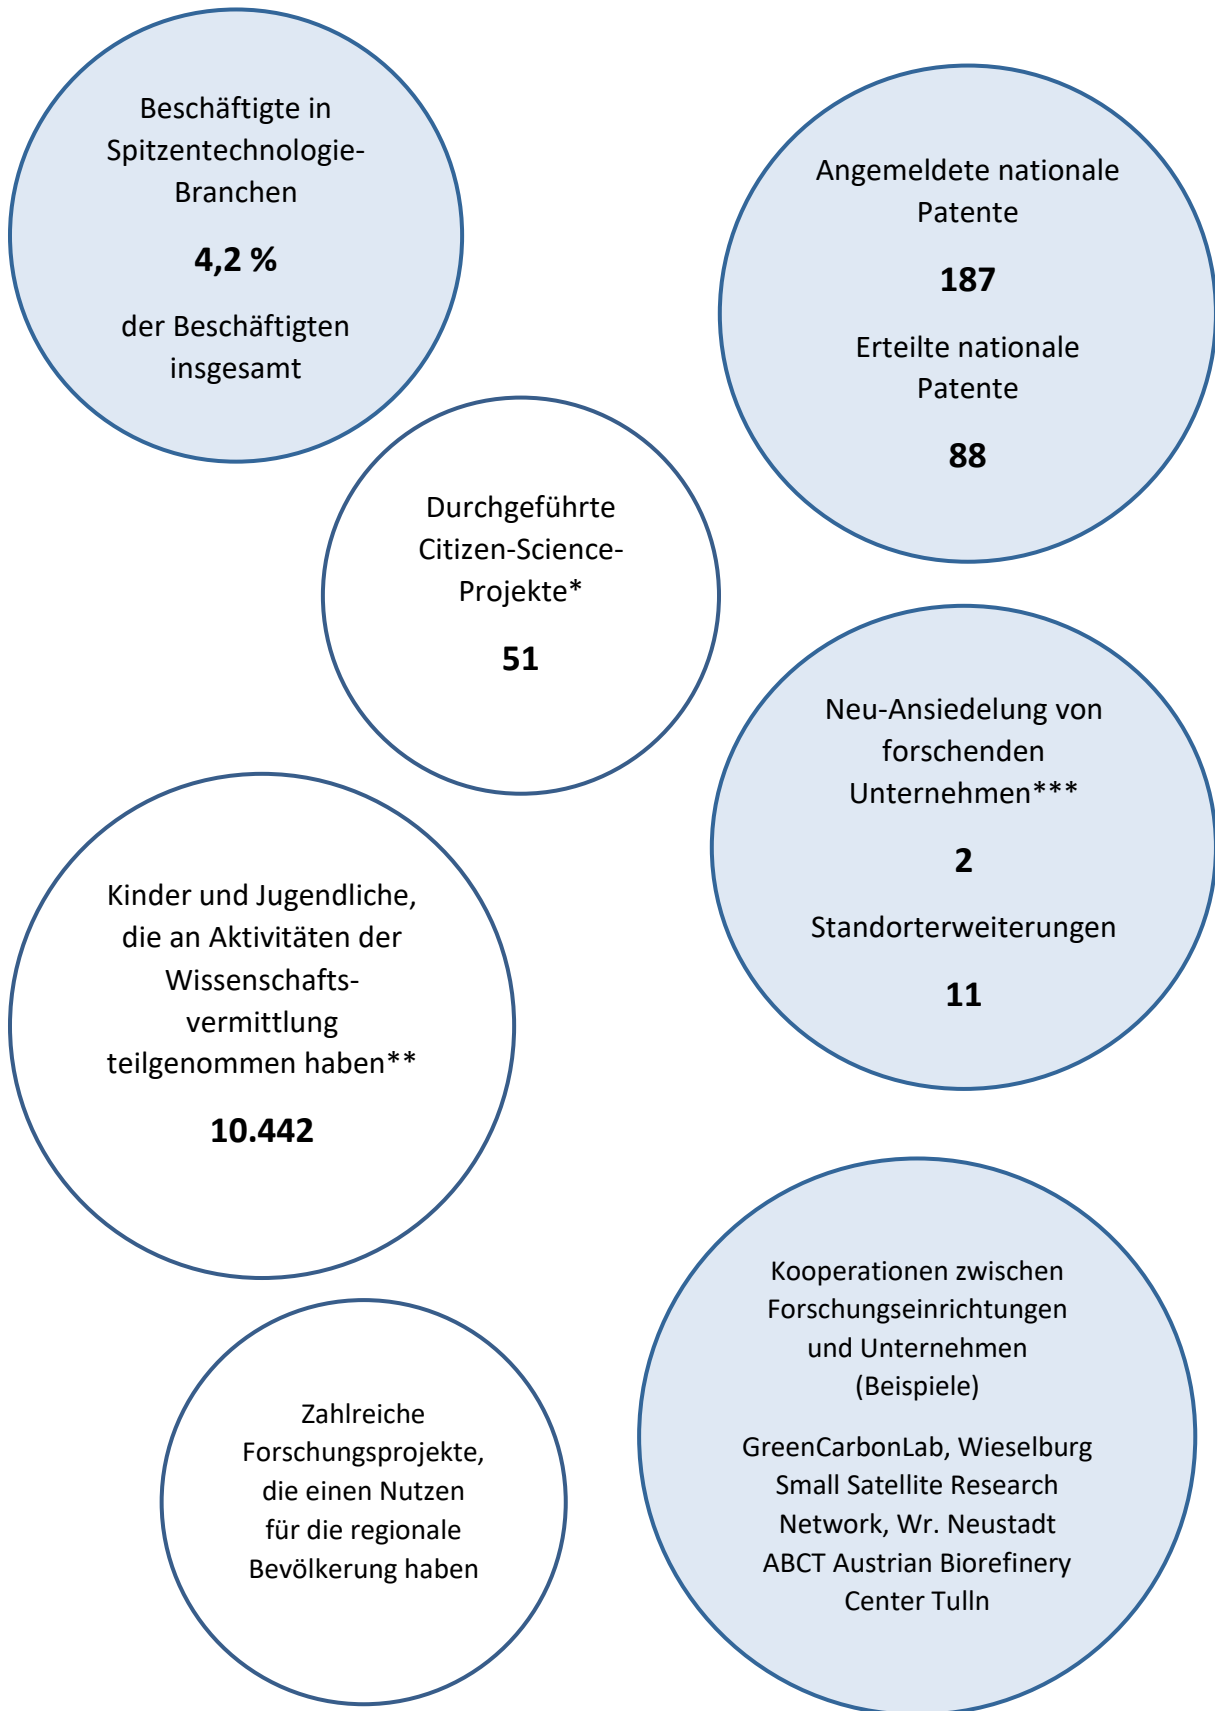 Beschäftigte in
Spitzentechnologie-
Branchen
4,2 %
der Beschäftigten
insgesamt
Angemeldete nationale
Patente
187
Erteilte nationale
Patente
88
Durchgeführte
Citizen-Science-
Projekte*
51
Neu-Ansiedelung von
forschenden
Unternehmen***
2
Standorterweiterungen
11
Kinder und Jugendliche,
die an Aktivitäten der
Wissenschafts-
vermittlung
teilgenommen haben**
10.442
Kooperationen zwischen
Forschungseinrichtungen
und Unternehmen
(Beispiele)
GreenCarbonLab, Wieselburg
Small Satellite Research
Network, Wr. Neustadt
ABCT Austrian Biorefinery
Center Tulln
Zahlreiche
Forschungsprojekte,
die einen Nutzen
für die regionale
Bevölkerung haben